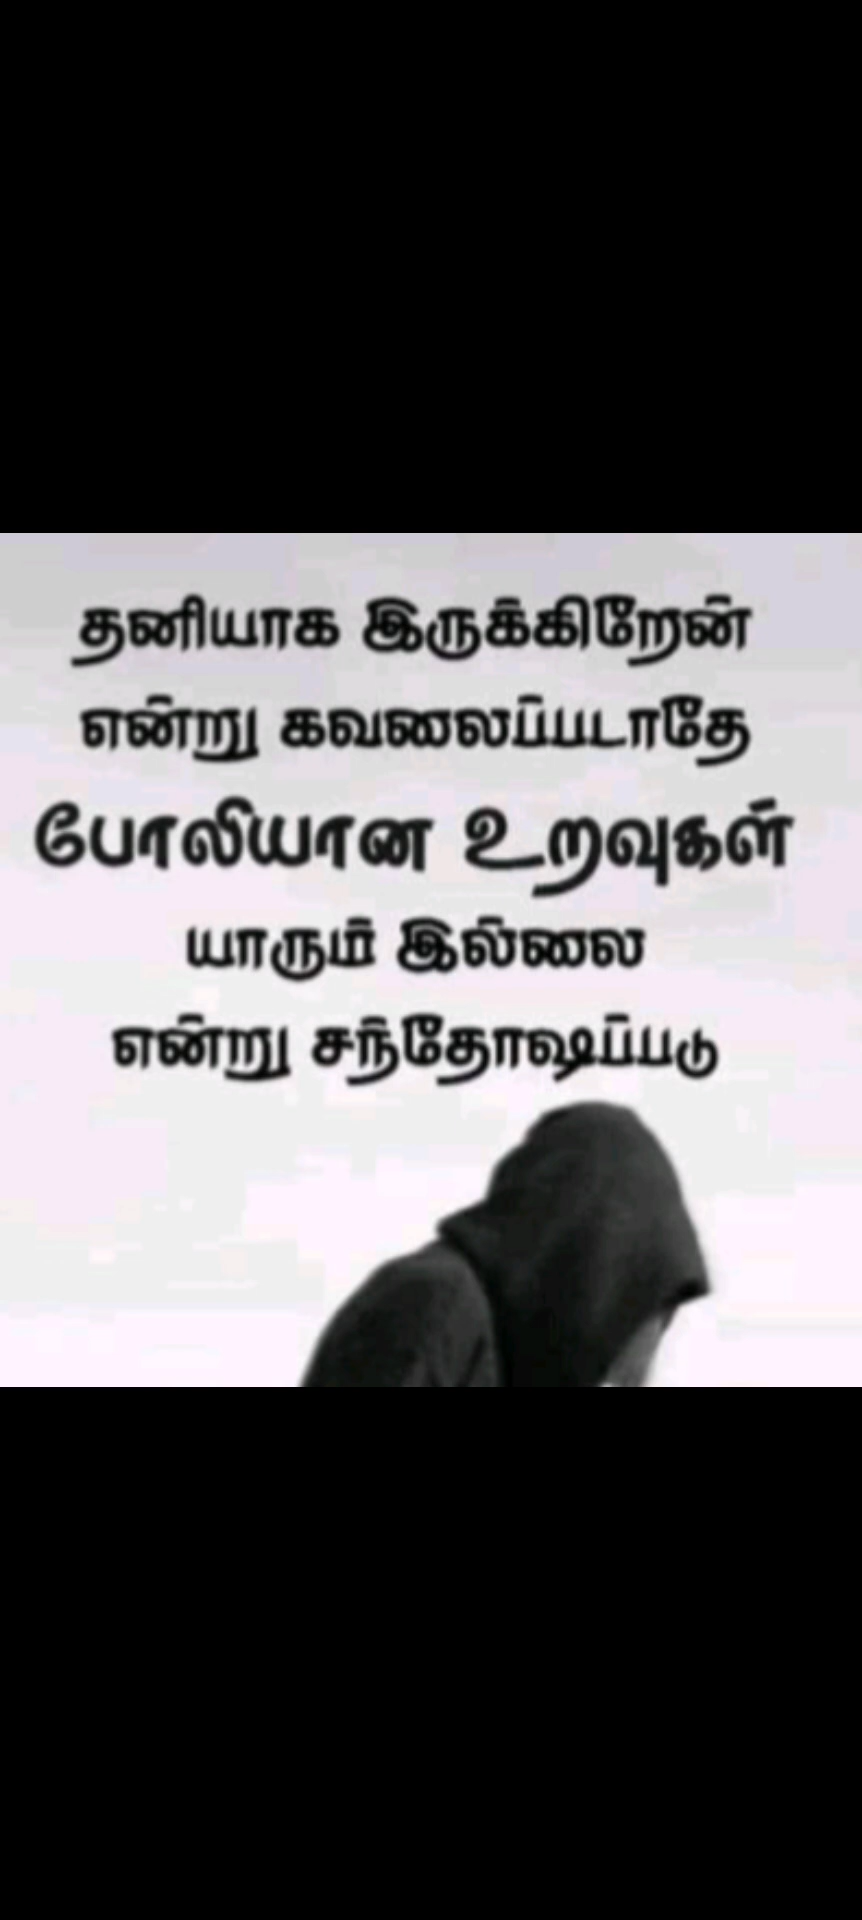 தனியாக இருக்கிறேன்
என்று கவலைப்படாதே
போலியான உறவுகள்
யாரும் இல்லை
என்று சந்தோஷப்படு